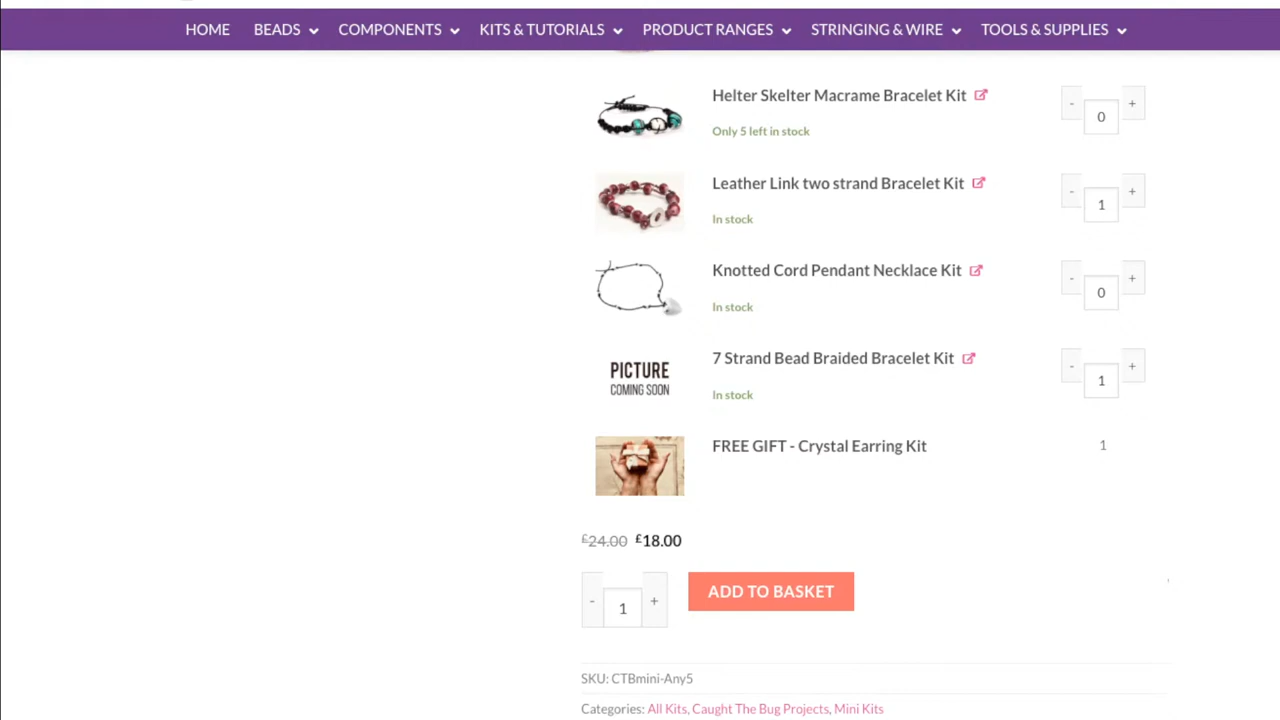 HOME BEADS COMPONENTS KITS & TUTORIALS PRODUCT RANGES STRINGING & WIRE TOOLS & SUPPLIES
Helter Skelter Macrame Bracelet Kit
- 0 +
Only 5 left in stock
Leather Link two strand Bracelet Kit
- 1 +
In stock
Knotted Cord Pendant Necklace Kit
- 0 +
In stock
PICTURE
COMING SOON
7 Strand Bead Braided Bracelet Kit
- 1 +
In stock
FREE GIFT - Crystal Earring Kit 1
£24.00 £18.00
- 1 + ADD TO BASKET
SKU: CTBmini-Any5
Categories: All Kits, Caught The Bug Projects, Mini Kits